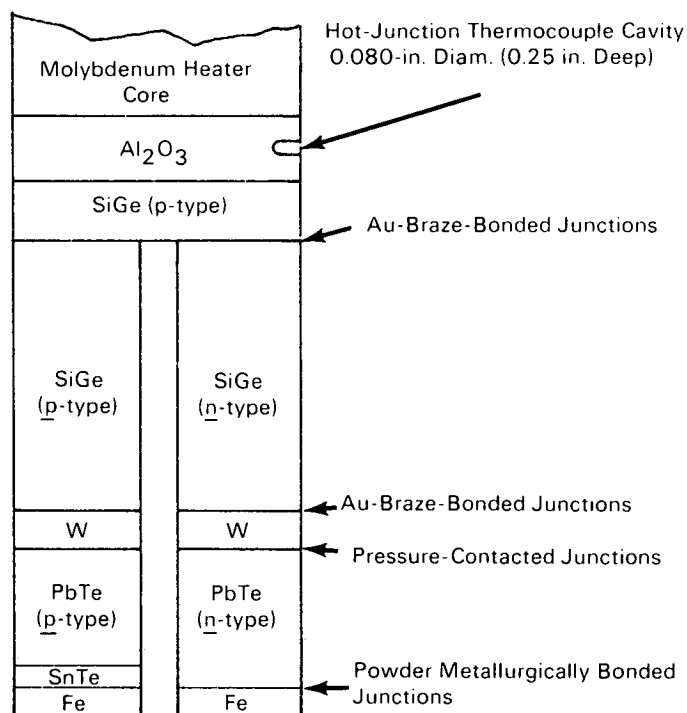 Hot-Junction Thermocouple Cavity
0.080-in. Diam. (0.25 in. Deep)
Molybdenum Heater
Core
Al2O3
SiGe (p-type)
Au-Braze-Bonded Junctions
SiGe
(p-type)
SiGe
(n-type)
Au-Braze-Bonded Junctions
W
W
Pressure-Contacted Junctions
PbTe
(p-type)
PbTe
(n-type)
SnTe
Powder Metallurgically Bonded
Junctions
Fe
Fe